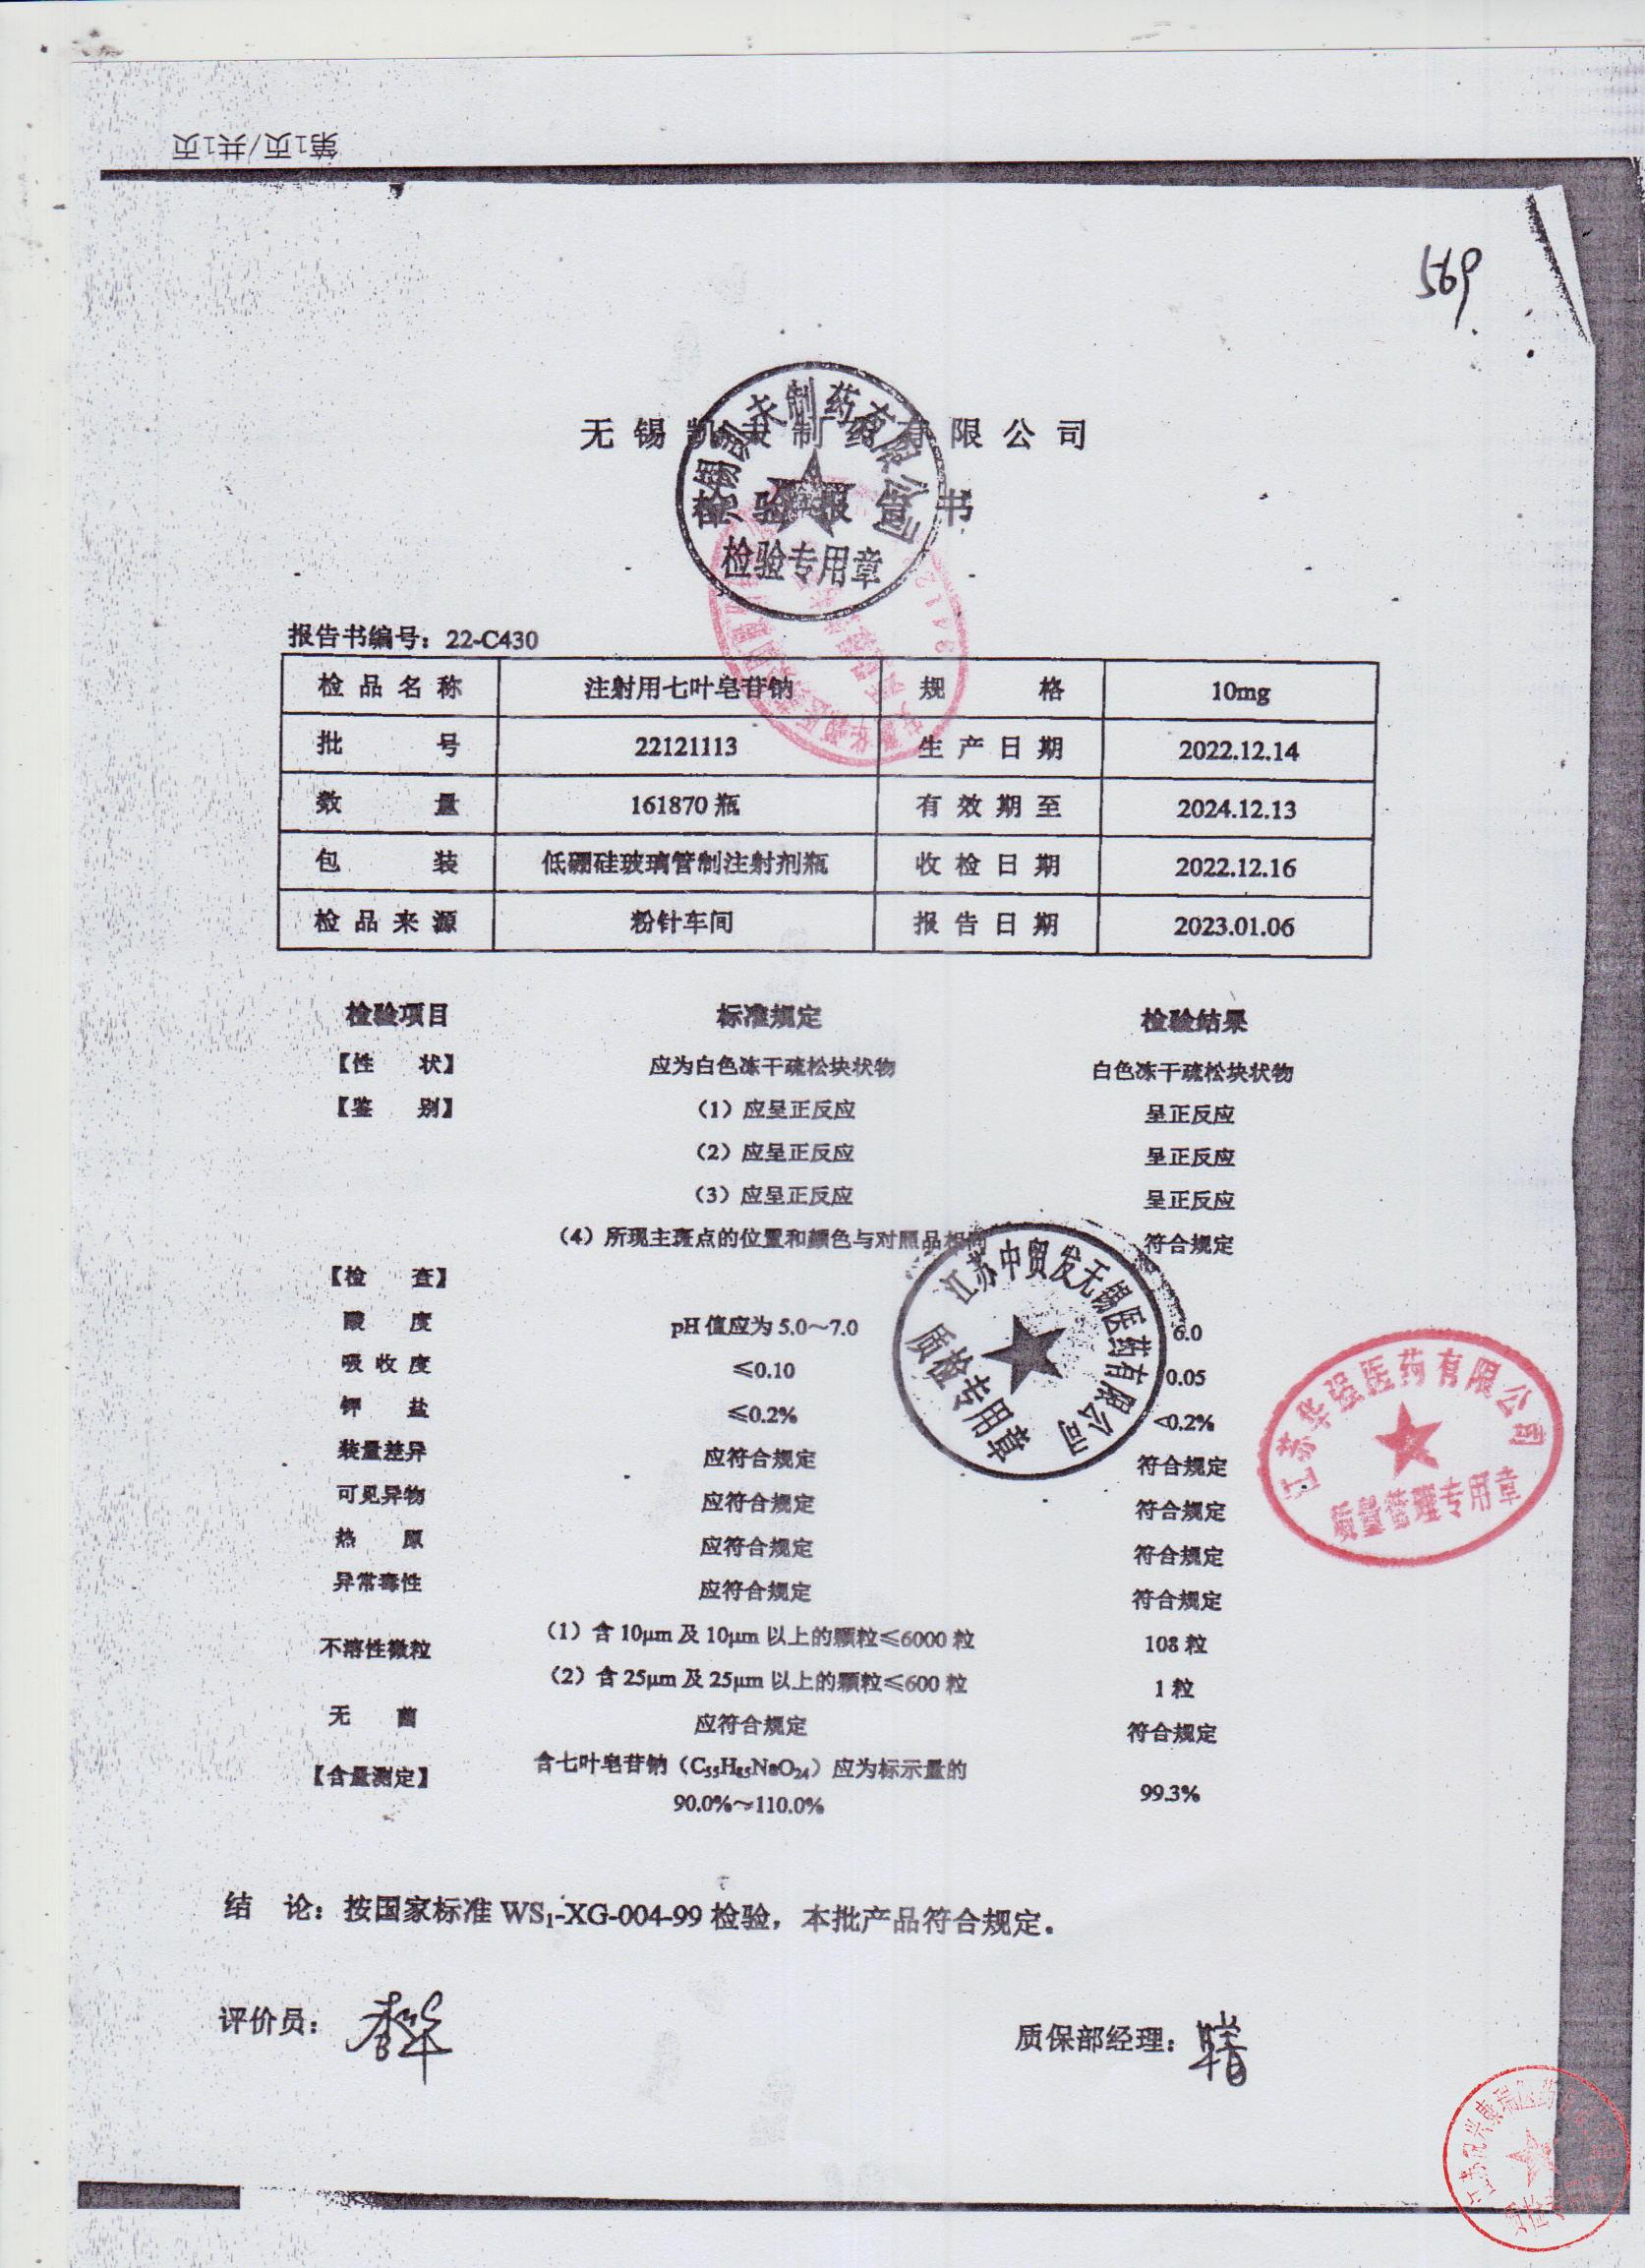 第1页/共1页
569
无锡凯夫制药有限公司
检验报告书
检验专用章
报告书编号：22-C430
检品名称 注射用七叶皂苷钠 规格 10mg
批号 22121113 生产日期 2022.12.14
数量 161870瓶 有效期至 2024.12.13
包装 低硼硅玻璃管制注射剂瓶 收检日期 2022.12.16
检品来源 粉针车间 报告日期 2023.01.06
检验项目 标准规定 检验结果
【性状】 应为白色冻干疏松块状物 白色冻干疏松块状物
【鉴别】 （1）应呈正反应 呈正反应
（2）应呈正反应 呈正反应
（3）应呈正反应 呈正反应
（4）所现主斑点的位置和颜色与对照品相同 符合规定
【检查】
酸度 pH值应为5.0～7.0 6.0
吸收度 ≤0.10 0.05
钾盐 ≤0.2% <0.2%
装量差异 应符合规定 符合规定
可见异物 应符合规定 符合规定
热原 应符合规定 符合规定
异常毒性 应符合规定 符合规定
不溶性微粒 （1）含10μm及10μm以上的颗粒≤6000粒 108粒
（2）含25μm及25μm以上的颗粒≤600粒 1粒
无菌 应符合规定 符合规定
【含量测定】 含七叶皂苷钠（C55H85NaO24）应为标示量的 99.3%
90.0%～110.0%
江苏中贸发无锡医药有限公司
质检专用章
江苏华强医药有限公司
质量管理专用章
结论：按国家标准WS1-XG-004-99检验，本批产品符合规定。
评价员：
质保部经理：